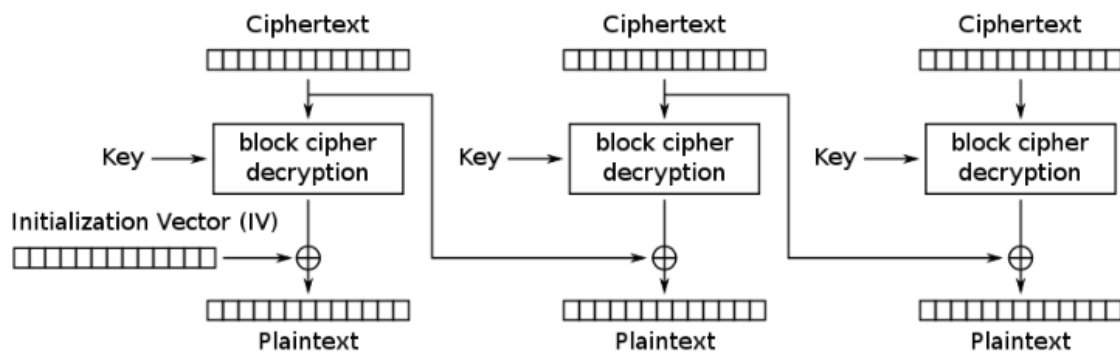 Ciphertext
Ciphertext
Ciphertext
Key
block cipher
decryption
Key
block cipher
decryption
Key
block cipher
decryption
Initialization Vector (IV)
Plaintext
Plaintext
Plaintext